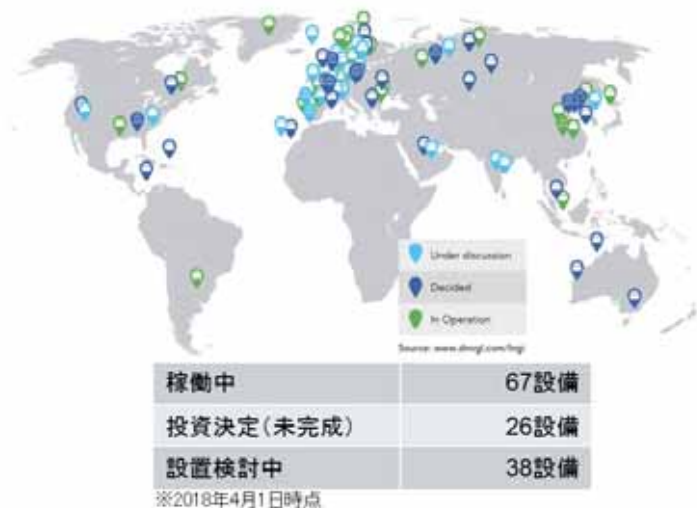 Under discussion
Decided
In Operation
Source: www.dnvgl.com/lngi
稼働中 67設備
投資決定（未完成） 26設備
設置検討中 38設備
※2018年4月1日時点